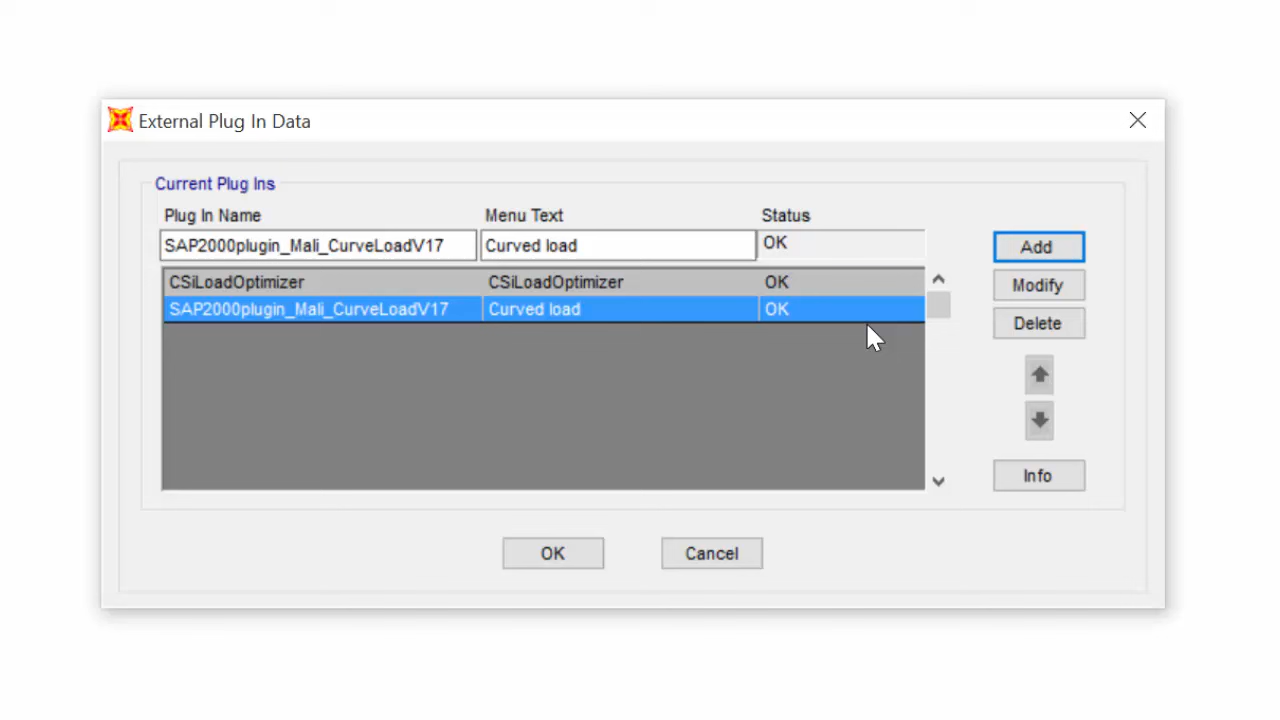 External Plug In Data
Current Plug Ins
Plug In Name Menu Text Status
SAP2000plugin_Mali_CurveLoadV17 Curved load OK
Add
CSiLoadOptimizer CSiLoadOptimizer OK
Modify
SAP2000plugin_Mali_CurveLoadV17 Curved load OK
Delete
Info
OK Cancel